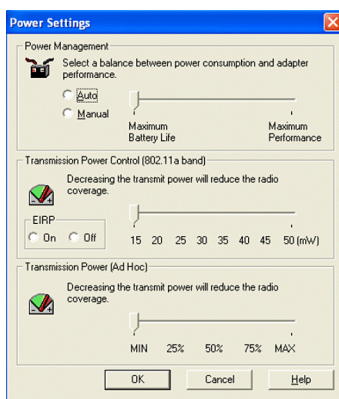 Power Settings
Power Management
Select a balance between power consumption and adapter
performance.
Auto
Manual
Maximum
Battery Life
Maximum
Performance
Transmission Power Control (802.11a band)
Decreasing the transmit power will reduce the radio
coverage.
EIRP
On Off
15 20 25 30 35 40 45 50 (mW)
Transmission Power (Ad Hoc)
Decreasing the transmit power will reduce the radio
coverage.
MIN 25% 50% 75% MAX
OK Cancel Help